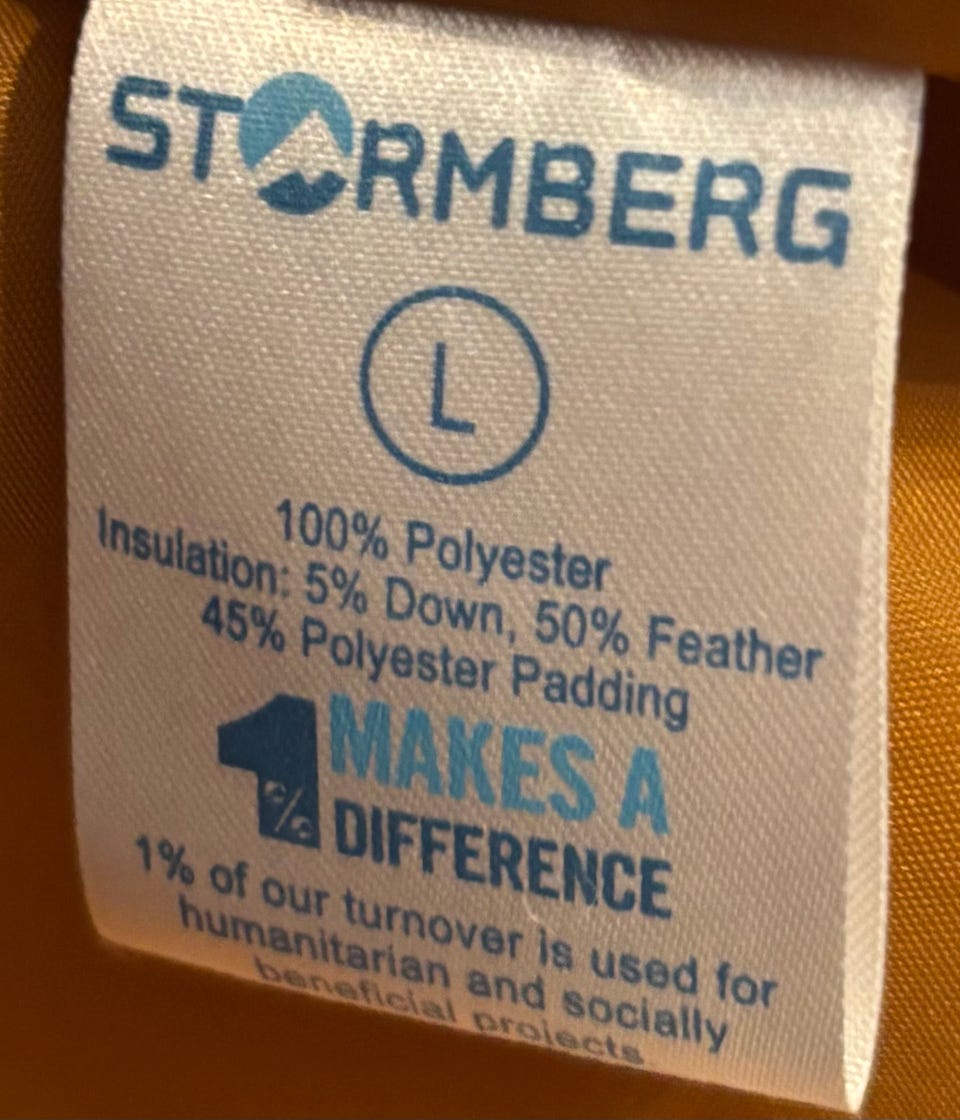 STORMBERG
L
100% Polyester
Insulation: 5% Down, 50% Feather
45% Polyester Padding
1% MAKES A
DIFFERENCE
1% of our turnover is used for
humanitarian and socially
beneficial projects